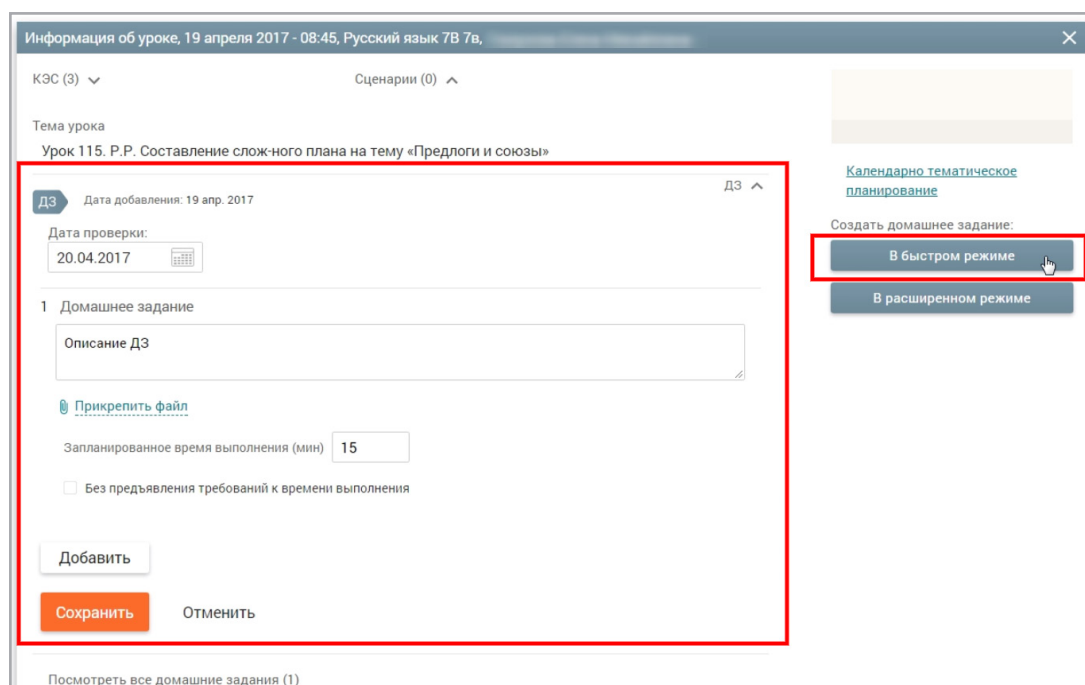 Информация об уроке, 19 апреля 2017 - 08:45, Русский язык 7В 7в,
КЭС (3)
Сценарии (0)
Тема урока
Урок 115. Р.Р. Составление слож-ного плана на тему «Предлоги и союзы»
ДЗ
ДЗ
Дата добавления: 19 апр. 2017
Дата проверки:
20.04.2017
1 Домашнее задание
Описание ДЗ
Прикрепить файл
Запланированное время выполнения (мин) 15
Без предъявления требований к времени выполнения
Добавить
Сохранить
Отменить
Посмотреть все домашние задания (1)
Календарно тематическое
планирование
Создать домашнее задание:
В быстром режиме
В расширенном режиме